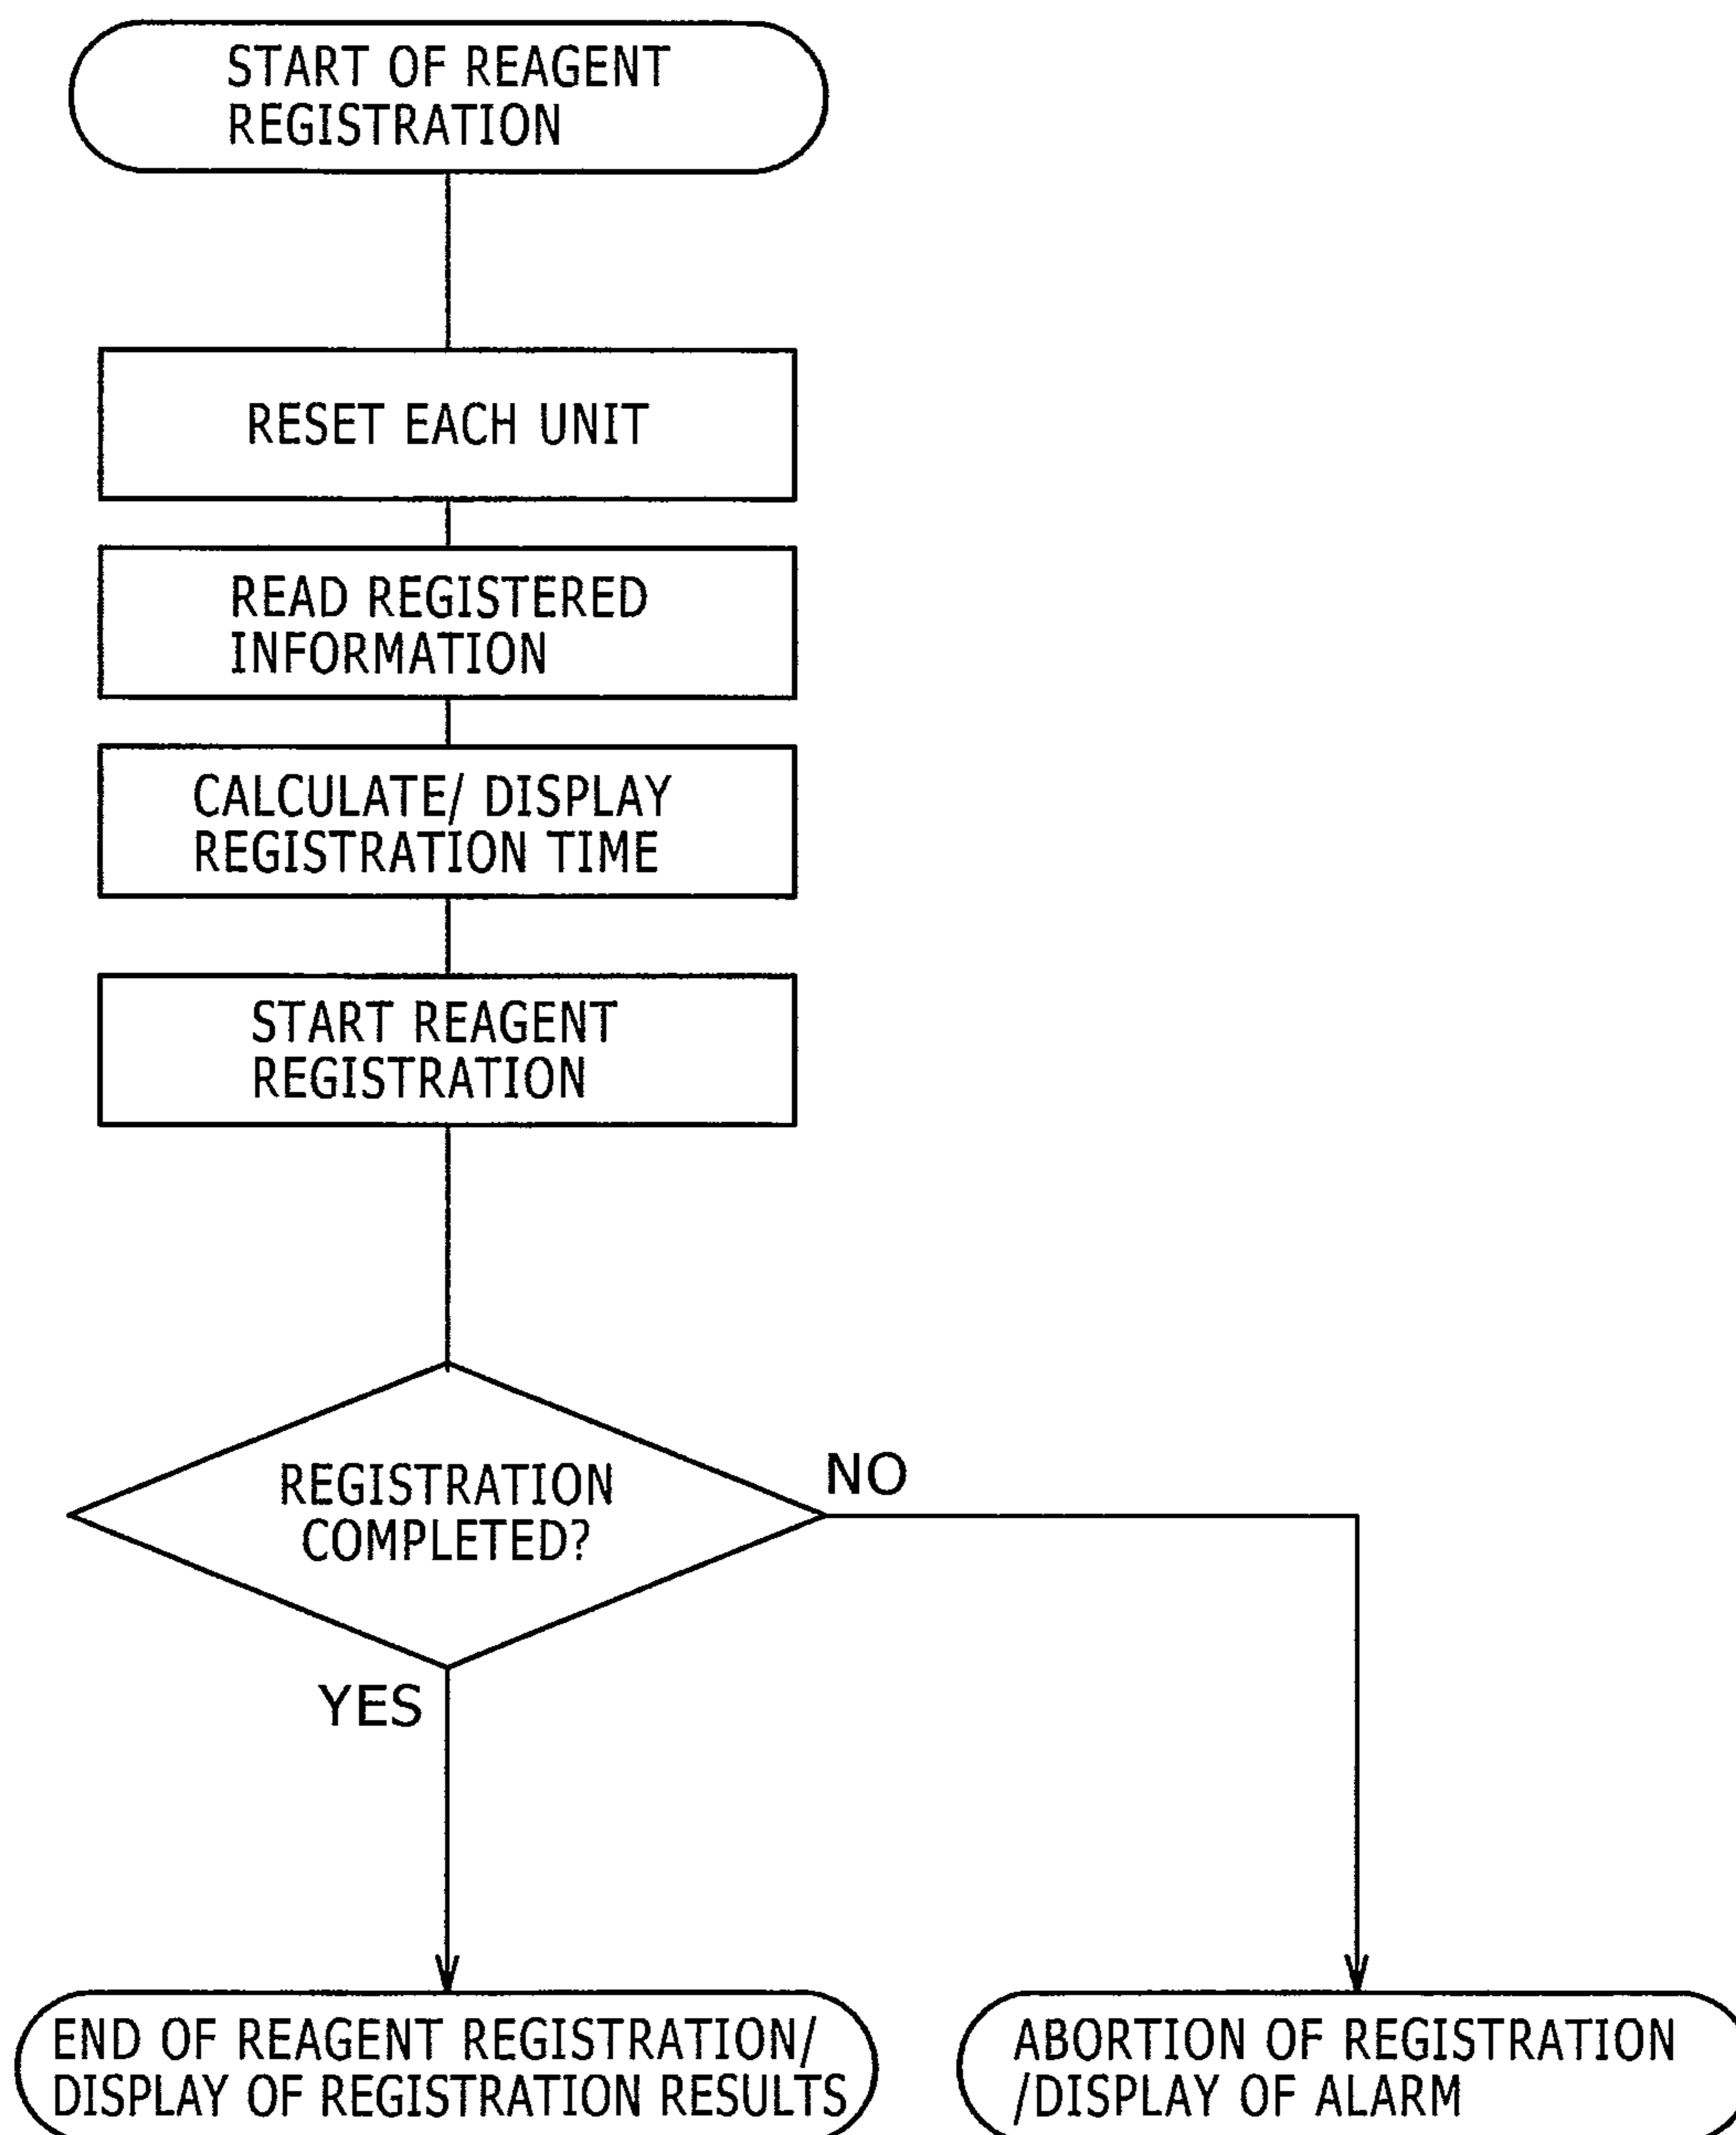 START OF REAGENT
REGISTRATION
RESET EACH UNIT
READ REGISTERED
INFORMATION
CALCULATE/ DISPLAY
REGISTRATION TIME
START REAGENT
REGISTRATION
REGISTRATION
COMPLETED?
NO
YES
END OF REAGENT REGISTRATION/
DISPLAY OF REGISTRATION RESULTS
ABORTION OF REGISTRATION
/DISPLAY OF ALARM